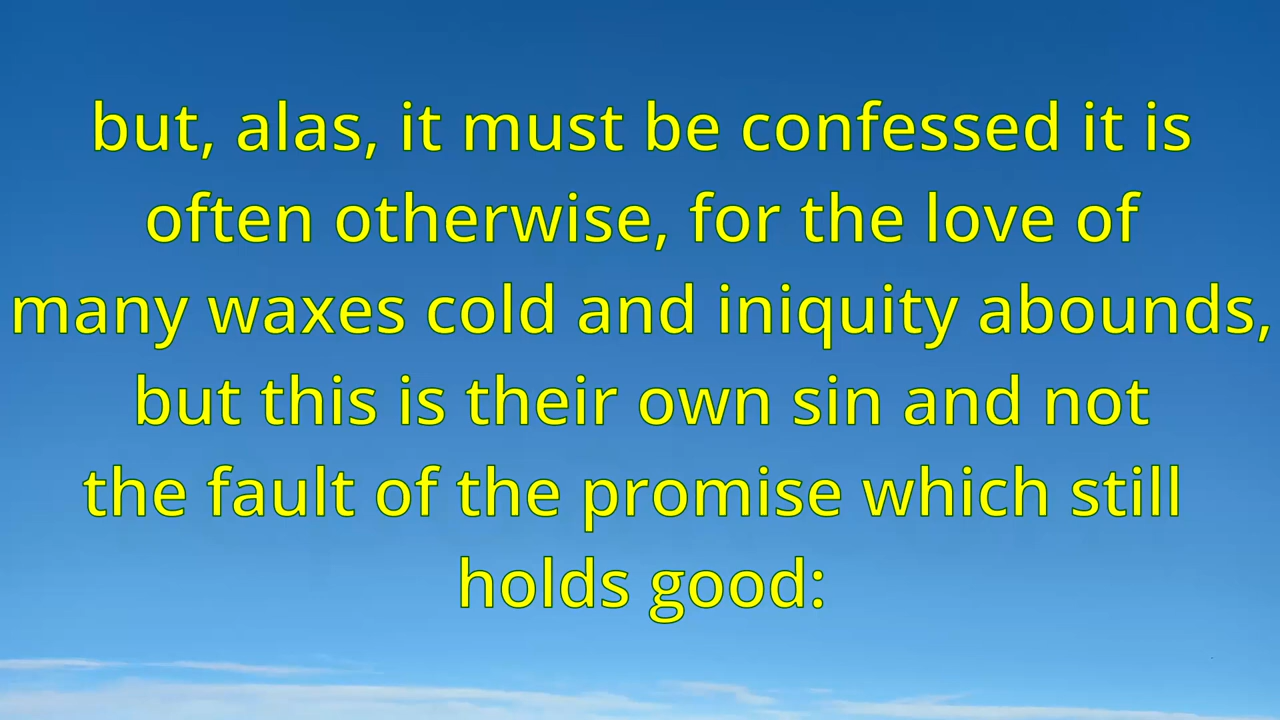 but, alas, it must be confessed it is
often otherwise, for the love of
many waxes cold and iniquity abounds,
but this is their own sin and not
the fault of the promise which still
holds good: